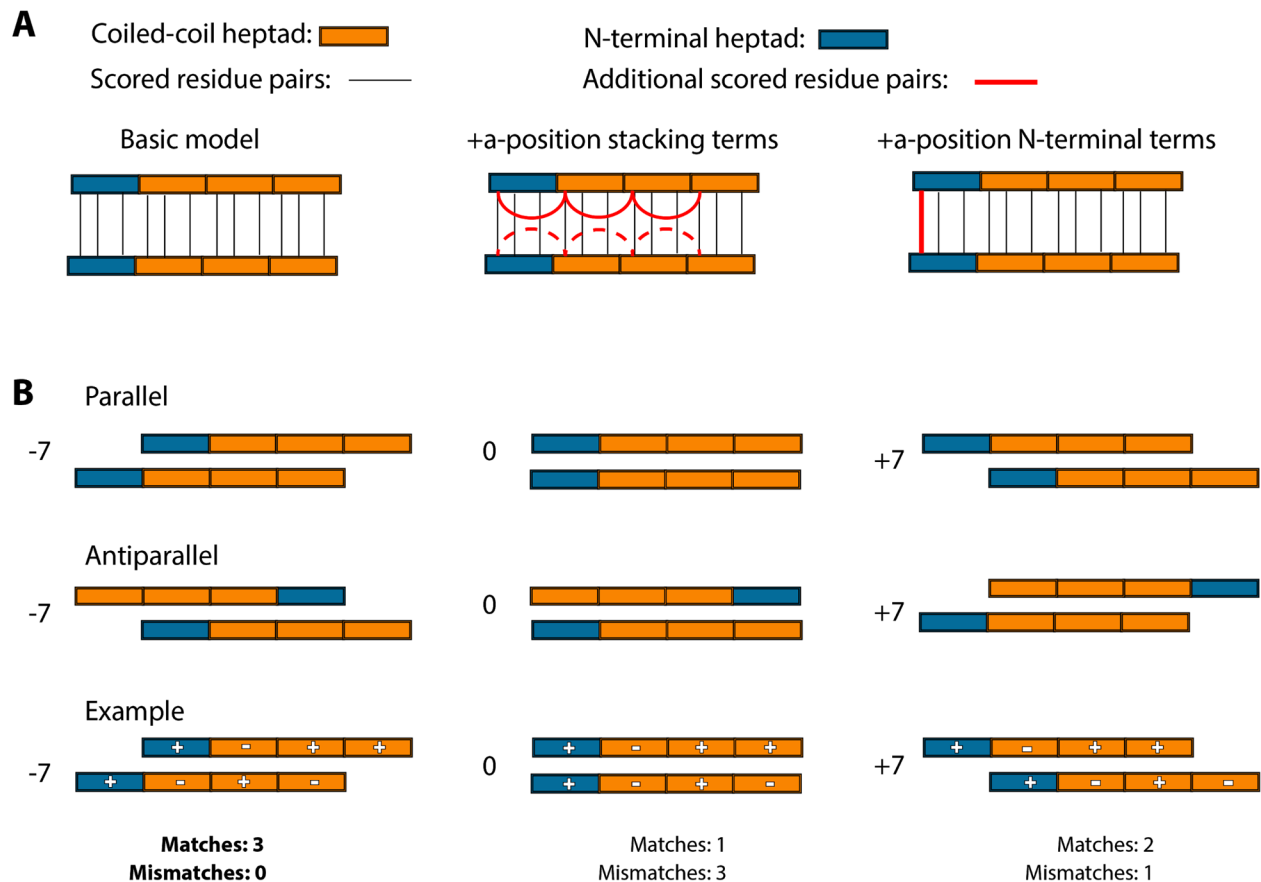 A
Coiled-coil heptad:
N-terminal heptad:
Scored residue pairs:
Additional scored residue pairs:
Basic model
+a-position stacking terms
+a-position N-terminal terms
B
Parallel
-7
0
+7
Antiparallel
-7
0
+7
Example
+ - + +
+ - + +
+ - + +
-7
0
+7
+ - + -
+ - + -
+ - + -
Matches: 3
Matches: 1
Matches: 2
Mismatches: 0
Mismatches: 3
Mismatches: 1